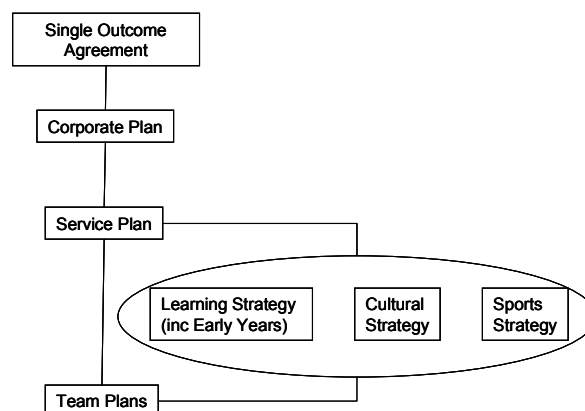 Single Outcome
Agreement
Corporate Plan
Service Plan
Learning Strategy
(inc Early Years)
Cultural
Strategy
Sports
Strategy
Team Plans